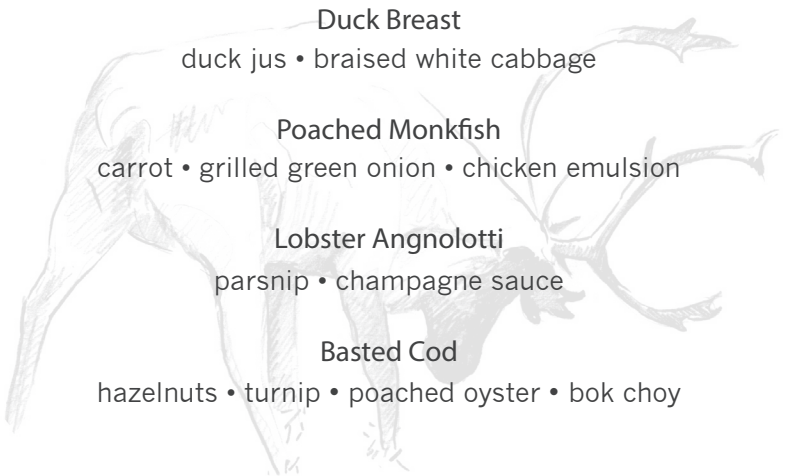 Duck Breast
duck jus • braised white cabbage
Poached Monkfish
carrot • grilled green onion • chicken emulsion
Lobster Angnolotti
parsnip • champagne sauce
Basted Cod
hazelnuts • turnip • poached oyster • bok choy